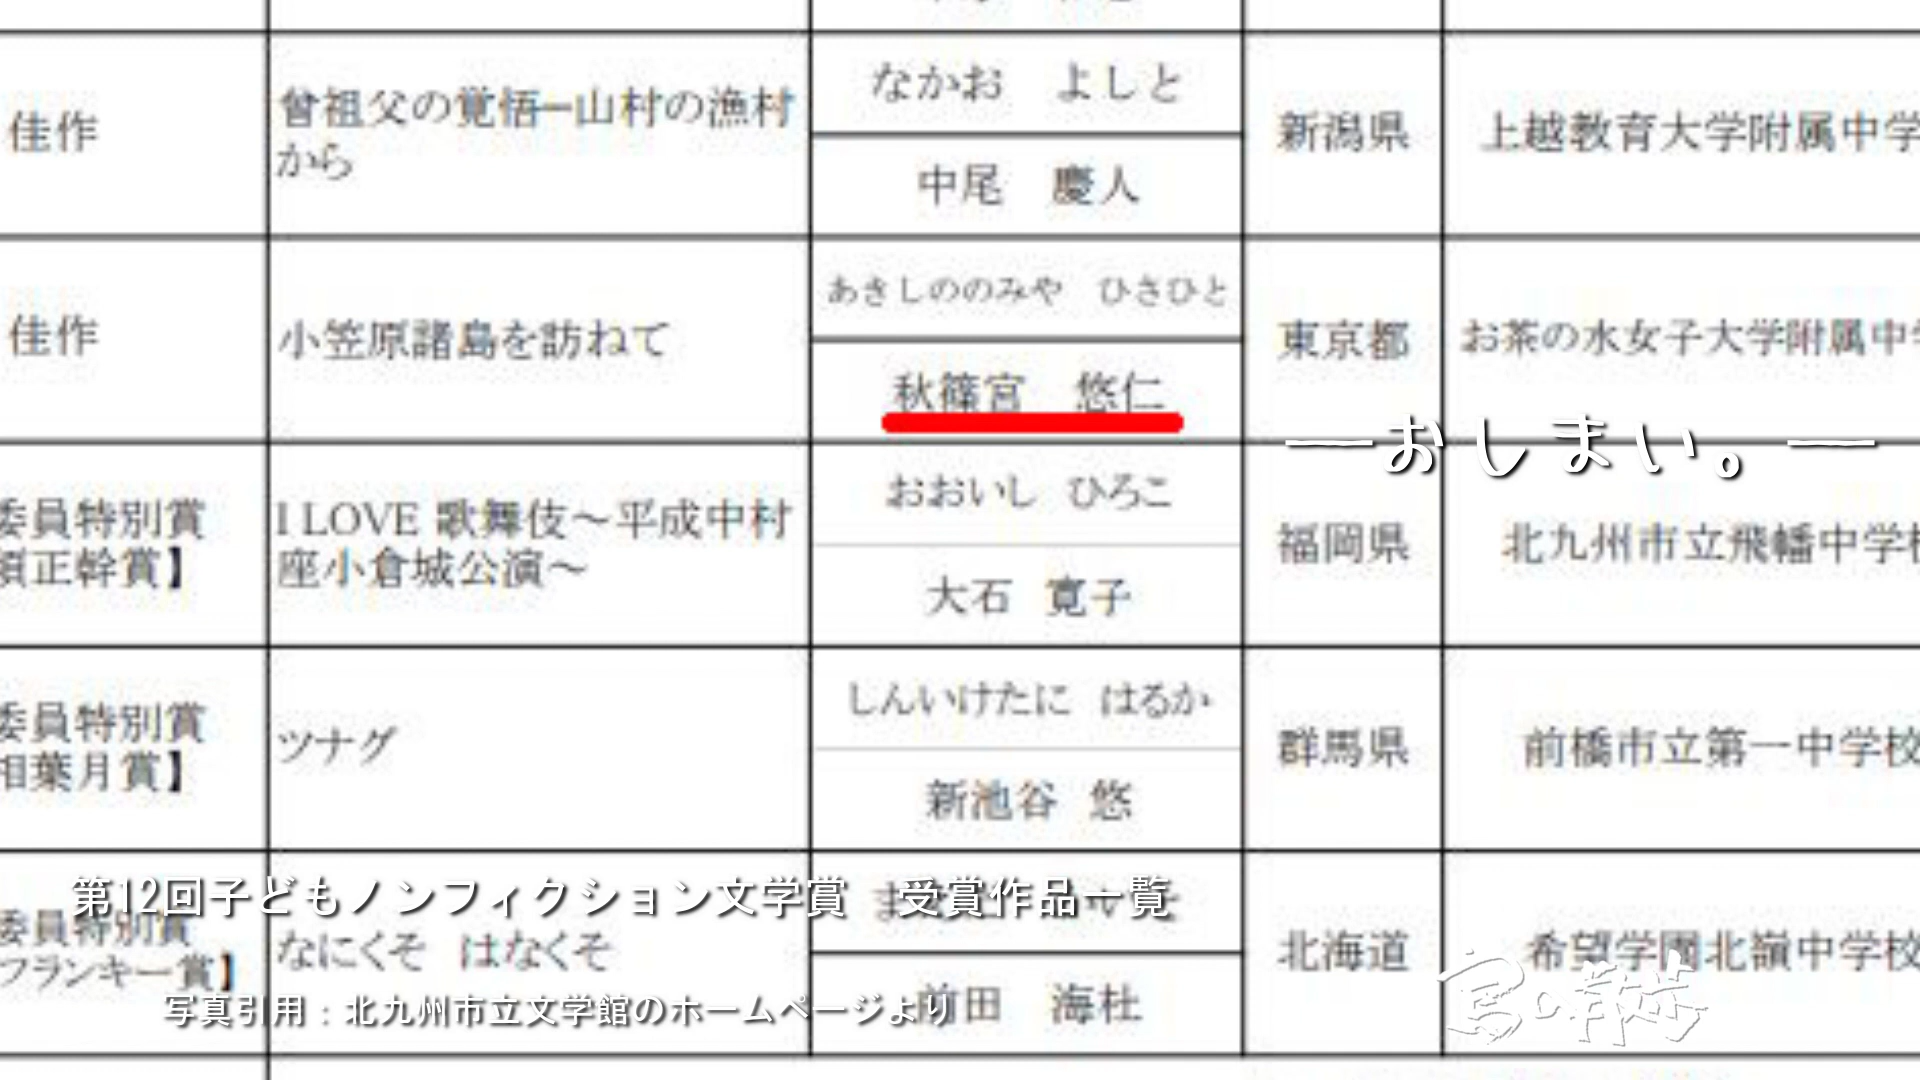 佳作
曾祖父の覚悟ー山村の漁村
から
なかお よしと
中尾 慶人
新潟県
上越教育大学附属中学
佳作
小笠原諸島を訪ねて
あきしののみや ひさひと
秋篠宮 悠仁
東京都
お茶の水女子大学附属中学
―おしまい。―
委員特別賞
須正幹賞】
I LOVE 歌舞伎～平成中村
座小倉城公演～
おおいし ひろこ
大石 寛子
福岡県
北九州市立飛幡中学校
委員特別賞
相葉月賞】
ツナグ
しんいけたに はるか
新池谷 悠
群馬県
前橋市立第一中学校
第12回子どもノンフィクション文学賞 受賞作品一覧
委員特別賞
フランキー賞】
なにくそ はなくそ
前田 海杜
北海道
希望学園北嶺中学校
写真引用：北九州市立文学館のホームページより
宮の散歩